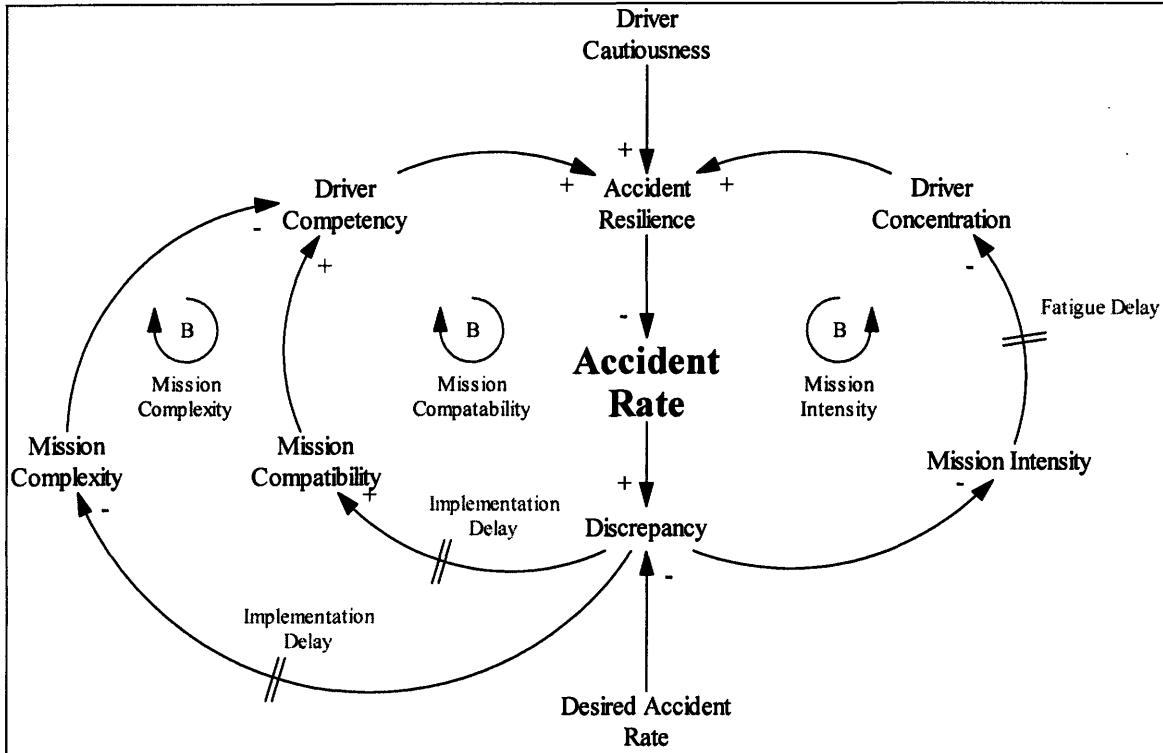 Driver
Cautiousness
+
+
+
Driver
Competency
Accident
Resilience
Driver
Concentration
-
+
-
-
Fatigue Delay
B
B
B
Mission
Complexity
Mission
Compatability
Accident
Rate
Mission
Intensity
Mission
Complexity
Mission
Compatibility
Mission Intensity
-
+
+
-
Implementation
Delay
Discrepancy
-
Implementation
Delay
Desired Accident
Rate